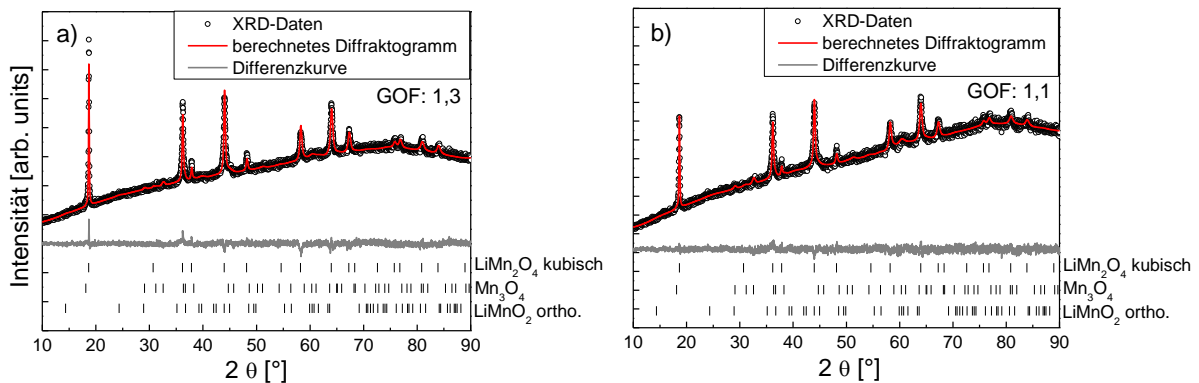 a)
XRD-Daten
berechnetes Diffraktogramm
Differenzkurve
GOF: 1,3
Intensität [arb. units]
LiMn₂O₄ kubisch
Mn₃O₄
LiMnO₂ ortho.
10 20 30 40 50 60 70 80 90
2 θ [°]
b)
XRD-Daten
berechnetes Diffraktogramm
Differenzkurve
GOF: 1,1
LiMn₂O₄ kubisch
Mn₃O₄
LiMnO₂ ortho.
10 20 30 40 50 60 70 80 90
2 θ [°]